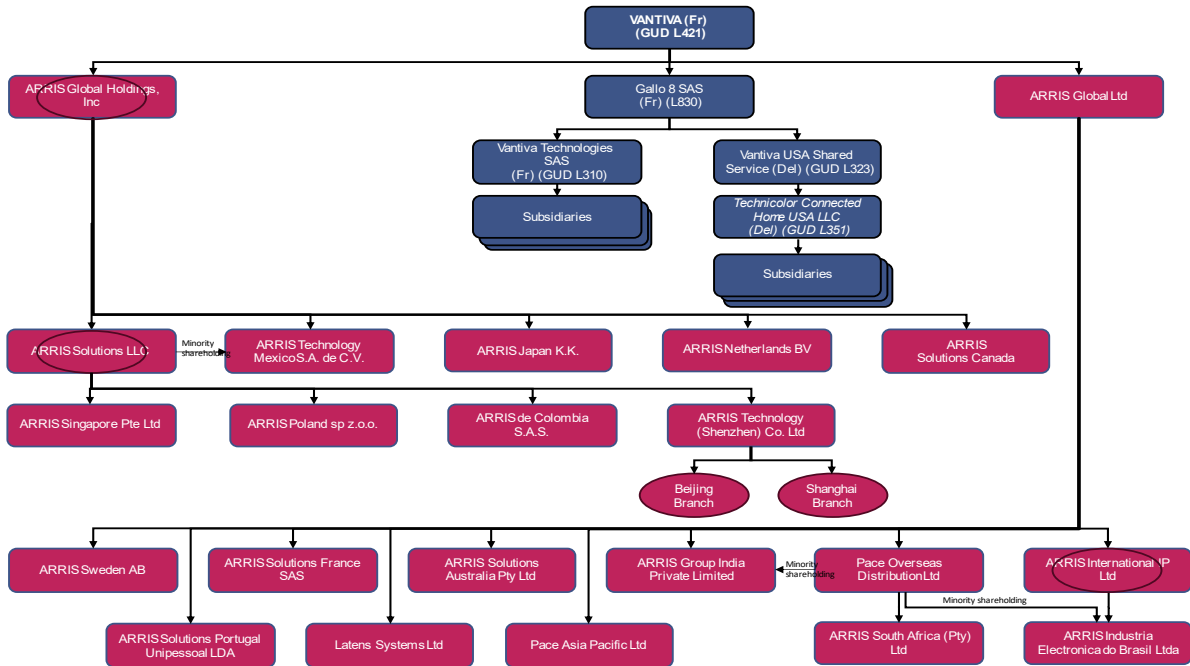 VANTIVA (Fr)
(GUD L421)
ARRIS Global Holdings,
Inc
Gallo 8 SAS
(Fr) (L830)
ARRIS Global Ltd
Vantiva Technologies
SAS
(Fr) (GUD L310)
Vantiva USA Shared
Service (Del) (GUD L323)
Subsidiaries
Technicolor Connected
Home USA LLC
(Del) (GUD L351)
Subsidiaries
ARRIS Solutions LLC
Minority
shareholding
ARRIS Technology
Mexico S.A. de C.V.
ARRIS Japan K.K.
ARRIS Netherlands BV
ARRIS
Solutions Canada
ARRIS Singapore Pte Ltd
ARRIS Poland sp z.o.o.
ARRIS de Colombia
S.A.S.
ARRIS Technology
(Shenzhen) Co. Ltd
Beijing
Branch
Shanghai
Branch
ARRIS Sweden AB
ARRIS Solutions France
SAS
ARRIS Solutions
Australia Pty Ltd
ARRIS Group India
Private Limited
Minority
shareholding
Pace Overseas
Distribution Ltd
ARRIS International IP
Ltd
Minority shareholding
ARRIS Solutions Portugal
Unipessoal LDA
Latens Systems Ltd
Pace Asia Pacific Ltd
ARRIS South Africa (Pty)
Ltd
ARRIS Industria
Electronica do Brasil Ltda